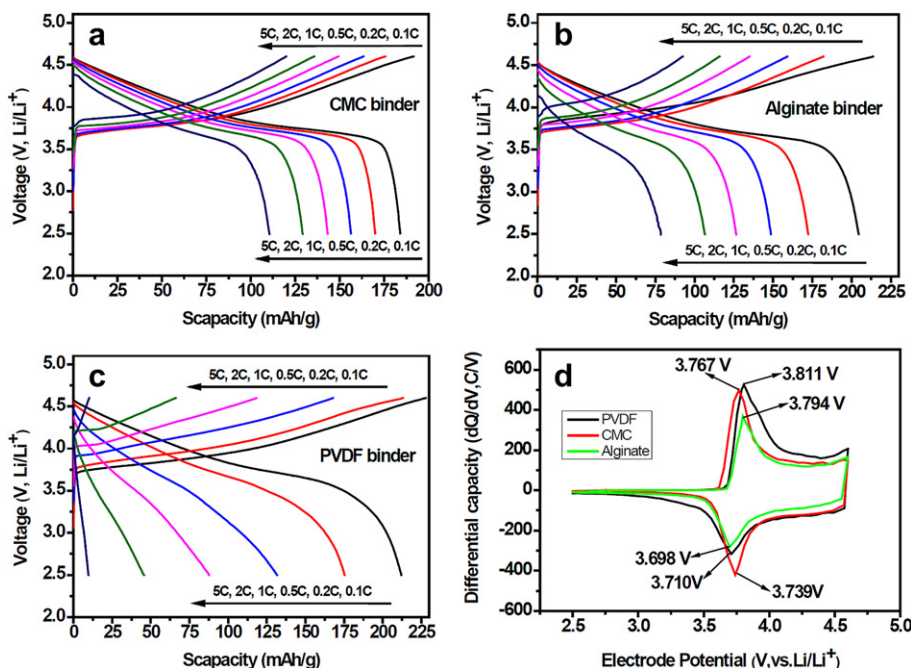 a
5C, 2C, 1C, 0.5C, 0.2C, 0.1C
CMC binder
5C, 2C, 1C, 0.5C, 0.2C, 0.1C
Voltage (V, Li/Li+)
5.0
4.5
4.0
3.5
3.0
2.5
2.0
0 25 50 75 100 125 150 175 200
Scapacity (mAh/g)
b
5C, 2C, 1C, 0.5C, 0.2C, 0.1C
Alginate binder
5C, 2C, 1C, 0.5C, 0.2C, 0.1C
Voltage (V, Li/Li+)
5.0
4.5
4.0
3.5
3.0
2.5
2.0
0 25 50 75 100 125 150 175 200 225
Scapacity (mAh/g)
c
5C, 2C, 1C, 0.5C, 0.2C, 0.1C
PVDF binder
5C, 2C, 1C, 0.5C, 0.2C, 0.1C
Voltage (V, Li/Li+)
5.0
4.5
4.0
3.5
3.0
2.5
2.0
0 25 50 75 100 125 150 175 200 225
Scapacity (mAh/g)
d
3.767 V
3.811 V
3.794 V
PVDF
CMC
Alginate
3.698 V
3.710V
3.739V
Differential capacity (dQ/dV,C/V)
600
400
200
0
-200
-400
-600
2.5 3.0 3.5 4.0 4.5 5.0
Electrode Potential (V,vs.Li/Li+)